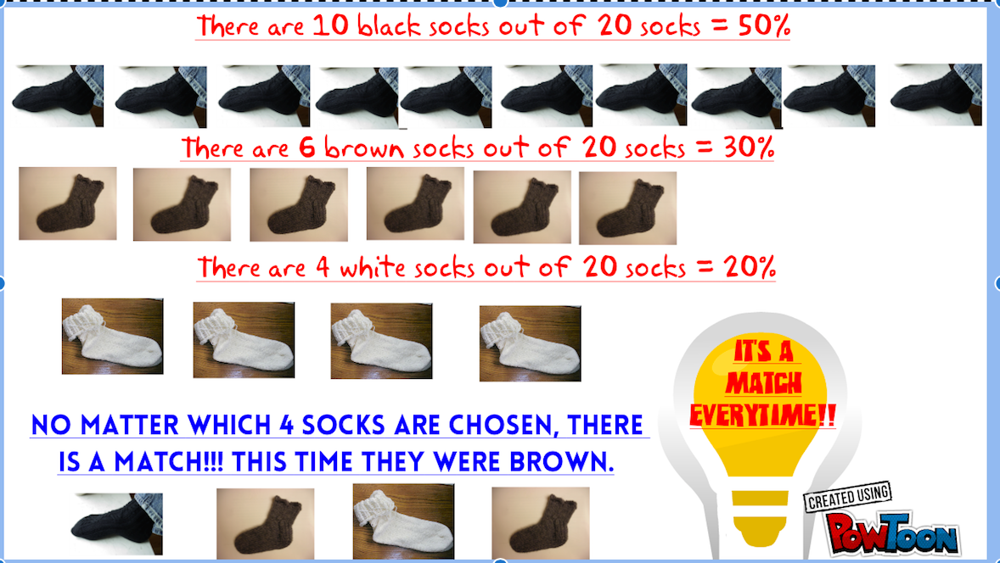 There are 10 black socks out of 20 socks = 50%
There are 6 brown socks out of 20 socks = 30%
There are 4 white socks out of 20 socks = 20%
IT'S A
MATCH
EVERYTIME!!
NO MATTER WHICH 4 SOCKS ARE CHOSEN, THERE
IS A MATCH!!! THIS TIME THEY WERE BROWN.
CREATED USING
POWTOON